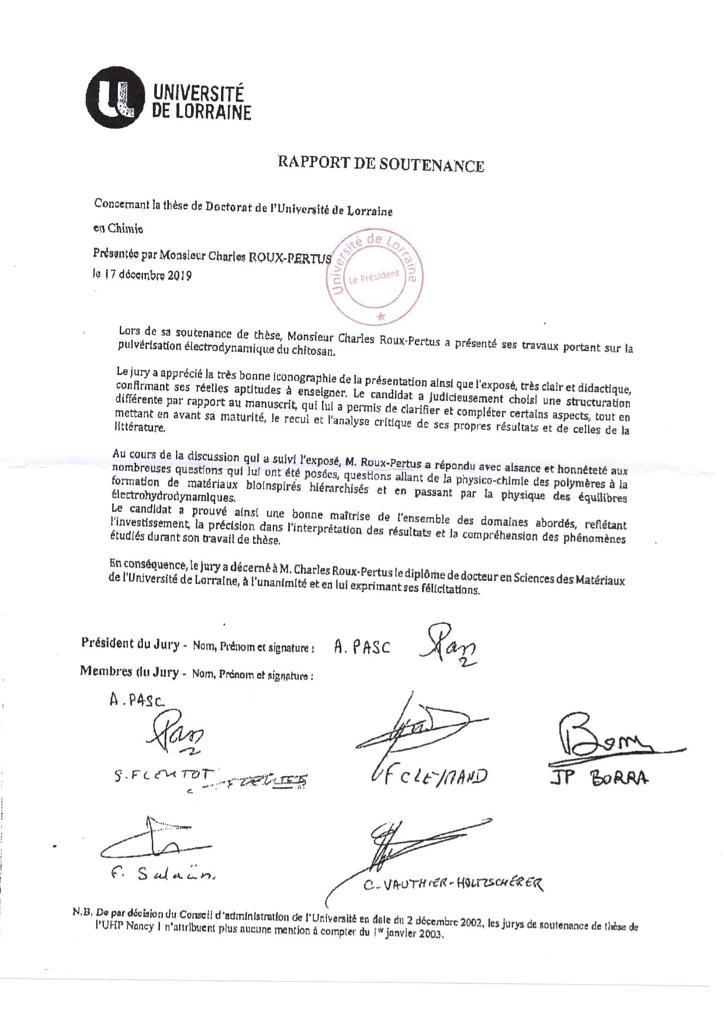 UNIVERSITÉ
DE LORRAINE
RAPPORT DE SOUTENANCE
Concernant la thèse de Doctorat de l'Université de Lorraine
en Chimie
Présentée par Monsieur Charles ROUX-PERTUS
le 17 décembre 2019
Université de Lorraine
Le Président
Lors de sa soutenance de thèse, Monsieur Charles Roux-Pertus a présenté ses travaux portant sur la
pulvérisation électrodynamique du chitosan.
Le jury a apprécié la très bonne iconographie de la présentation ainsi que l'exposé, très clair et didactique,
confirmant ses réelles aptitudes à enseigner. Le candidat a judicieusement choisi une structuration
différente par rapport au manuscrit, qui lui a permis de clarifier et compléter certains aspects, tout en
mettant en avant sa maturité, le recul et l'analyse critique de ses propres résultats et de celles de la
littérature.
Au cours de la discussion qui a suivi l'exposé, M. Roux-Pertus a répondu avec aisance et honnêteté aux
nombreuses questions qui lui ont été posées, questions allant de la physico-chimie des polymères à la
formation de matériaux bioinspirés hiérarchisés et en passant par la physique des équilibres
électrohydrodynamiques.
Le candidat a prouvé ainsi une bonne maîtrise de l'ensemble des domaines abordés, reflétant
l'investissement, la précision dans l'interprétation des résultats et la compréhension des phénomènes
étudiés durant son travail de thèse.
En conséquence, le jury a décerné à M. Charles Roux-Pertus le diplôme de docteur en Sciences des Matériaux
de l'Université de Lorraine, à l'unanimité et en lui exprimant ses félicitations.
Président du Jury - Nom, Prénom et signature : A. PASC
Membres du Jury - Nom, Prénom et signature :
A. PASC
S. FLEUTOT
F CLEYMAND
JP BORRA
F. Salaün
C. VAUTHIER-HOLTZSCHERER
N.B. De par décision du Conseil d'administration de l'Université en date du 2 décembre 2002, les jurys de soutenance de thèse de
l'UHP Nancy 1 n'attribuent plus aucune mention à compter du 1er janvier 2003.